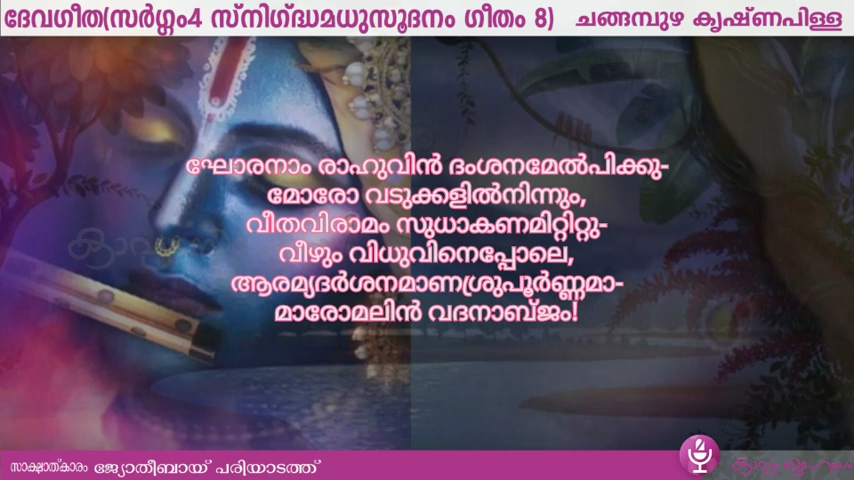 ദേവഗീത(സർഗ്ഗം4 സ്നിഗ്ദ്ധമധുസൂദനം ഗീതം 8) ചങ്ങമ്പുഴ കൃഷ്ണപിള്ള
ഘോരനാം രാഹുവിൻ ദംശനമേൽപിക്കു-
മോരോ വടുക്കളിൽനിന്നും,
വീതവിരാമം സുധാകണമിറ്റിറ്റു-
വീഴും വിധുവിനെപ്പോലെ,
ആരമ്യദർശനമാണശ്രുപൂർണ്ണമാ-
മാരോമലിൻ വദനാബ്ജം!
സാക്ഷാത്കാരം ജ്യോതീബായ് പരിയാടത്ത്